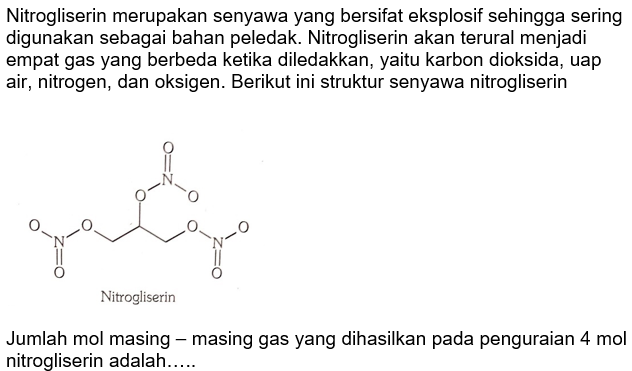 Nitrogliserin merupakan senyawa yang bersifat eksplosif sehingga sering
digunakan sebagai bahan peledak. Nitrogliserin akan terural menjadi
empat gas yang berbeda ketika diledakkan, yaitu karbon dioksida, uap
air, nitrogen, dan oksigen. Berikut ini struktur senyawa nitrogliserin
O
N
O O
O O O O
N N
O O
Nitrogliserin
Jumlah mol masing – masing gas yang dihasilkan pada penguraian 4 mol
nitrogliserin adalah…..